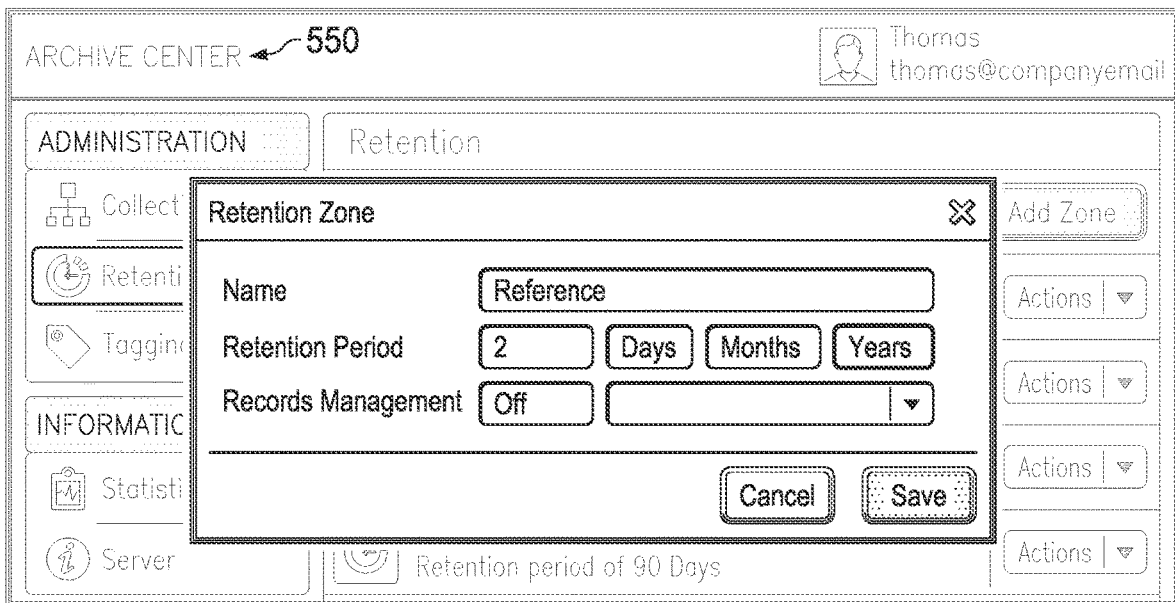 ARCHIVE CENTER
550
Thomas
thomas@companyemail
ADMINISTRATION
Retention
Collecti
Retenti
Tagging
Add Zone
Actions
Actions
Actions
Actions
Retention Zone
Name
Reference
Retention Period
2
Days
Months
Years
Records Management
Off
Cancel
Save
INFORMATIC
Statisti
Server
Retention period of 90 Days